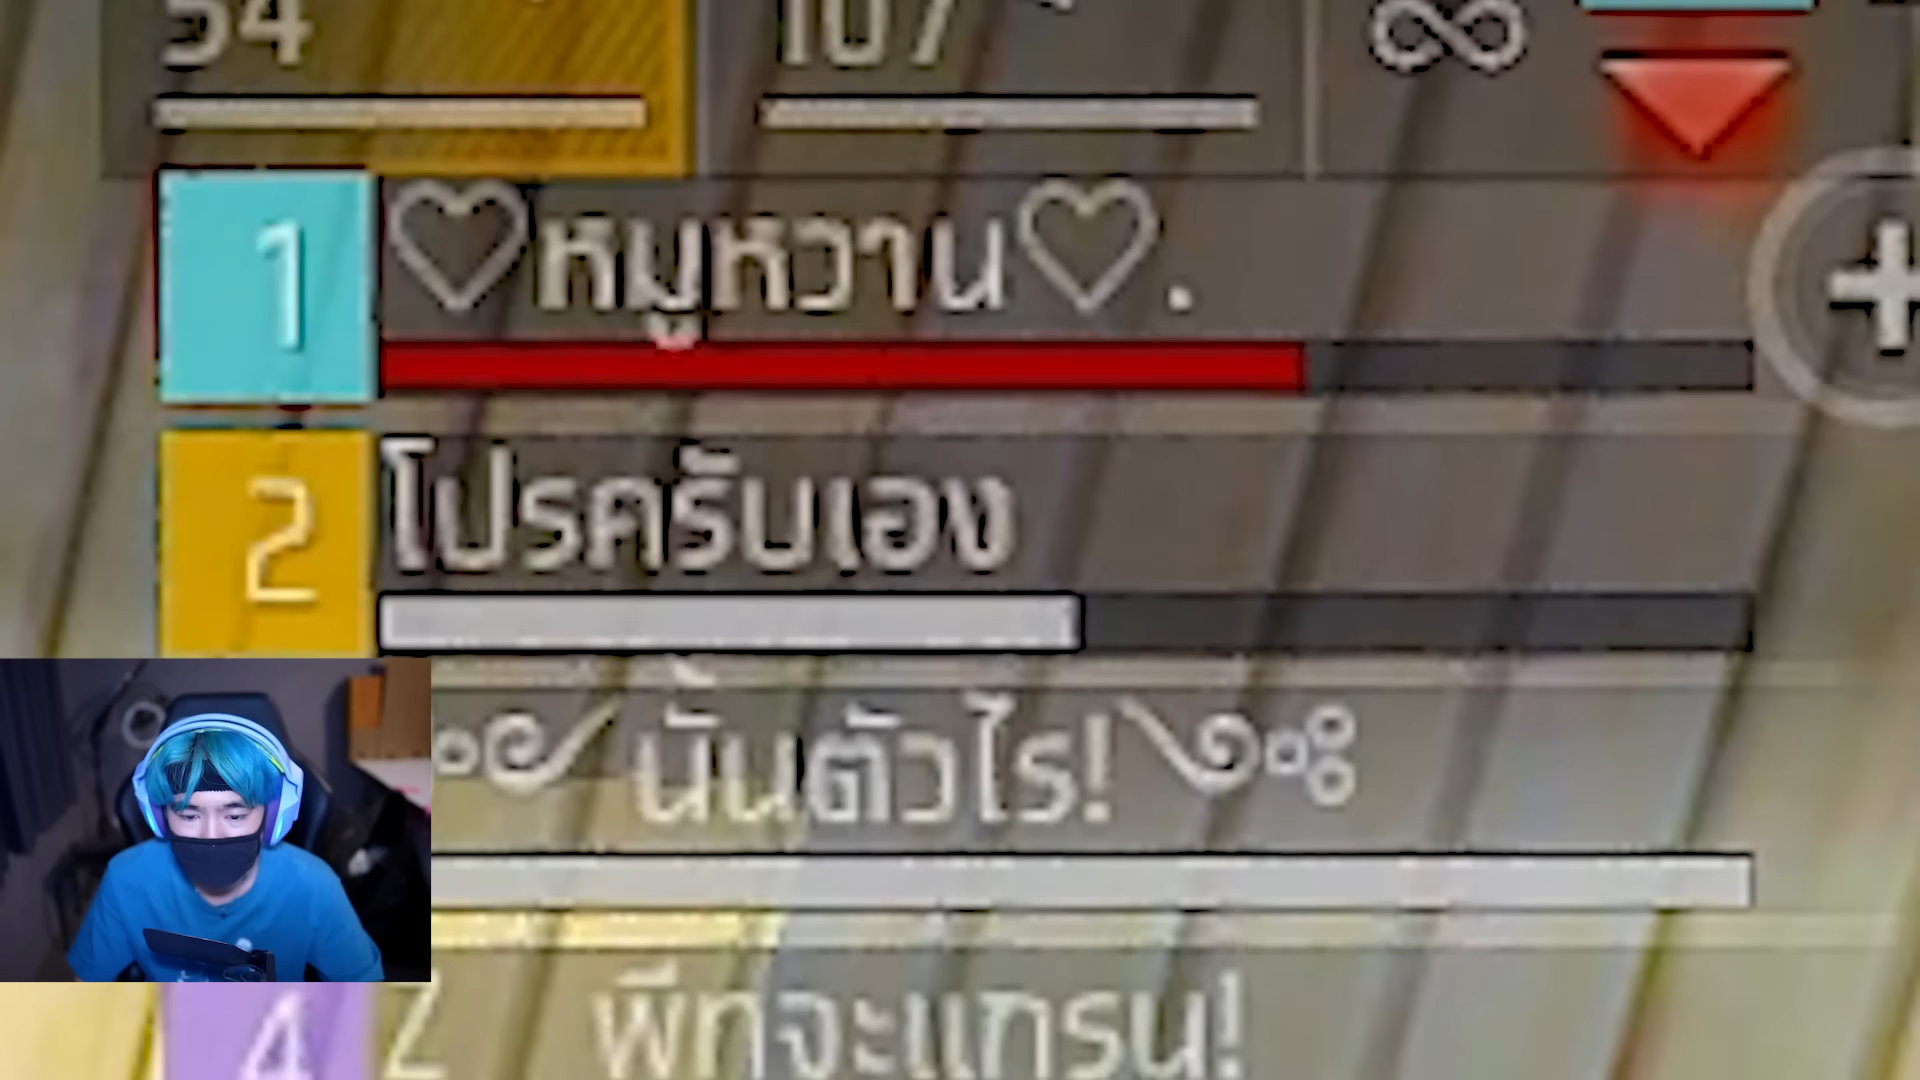 54 107
1 ♡หมูหวาน♡.
2 โปรครับเอง
นั้นตัวไร!
4 Z พีทจะแกรน!